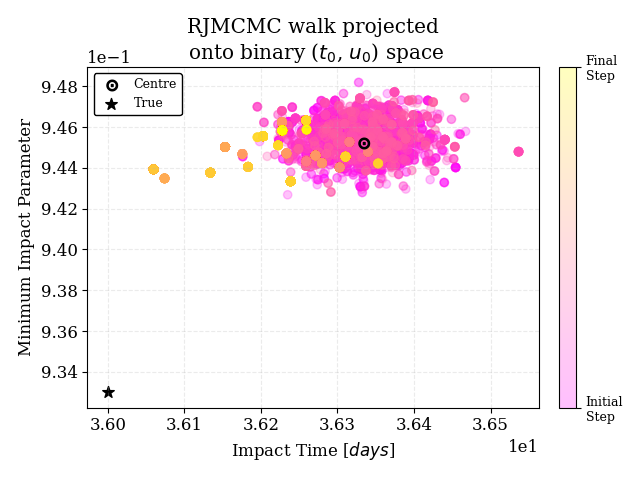 RJMCMC walk projected
onto binary (t₀, u₀) space
1e−1
Centre
True
Final
Step
9.48
9.46
9.44
9.42
9.40
9.38
9.36
9.34
Minimum Impact Parameter
Initial
Step
3.60
3.61
3.62
3.63
3.64
3.65
Impact Time [days]
1e1